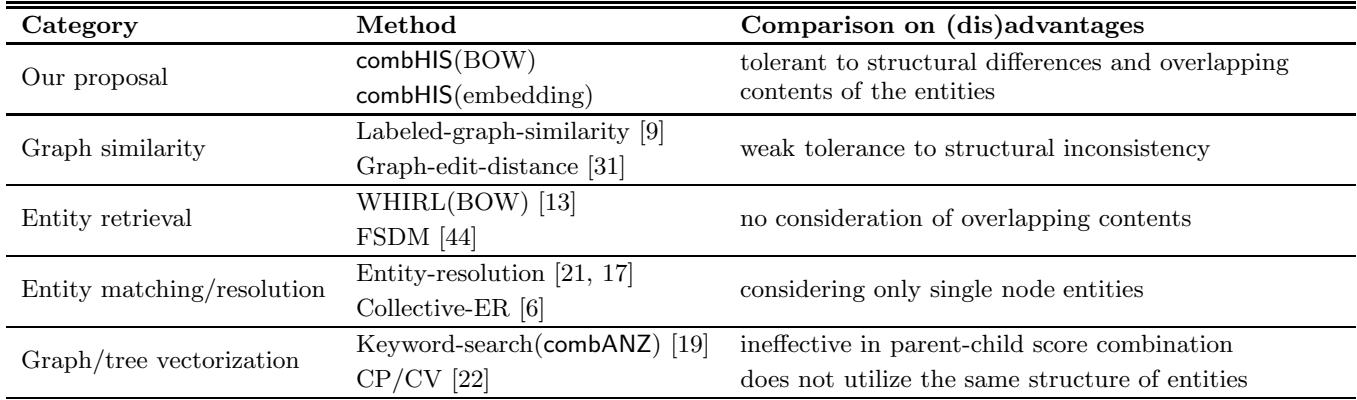 Category Method Comparison on (dis)advantages
Our proposal
combHIS(BOW)
combHIS(embedding)
tolerant to structural differences and overlapping
contents of the entities
Graph similarity
Labeled-graph-similarity [9]
Graph-edit-distance [31]
weak tolerance to structural inconsistency
Entity retrieval
WHIRL(BOW) [13]
FSDM [44]
no consideration of overlapping contents
Entity matching/resolution
Entity-resolution [21, 17]
Collective-ER [6]
considering only single node entities
Graph/tree vectorization
Keyword-search(combANZ) [19]
CP/CV [22]
ineffective in parent-child score combination
does not utilize the same structure of entities